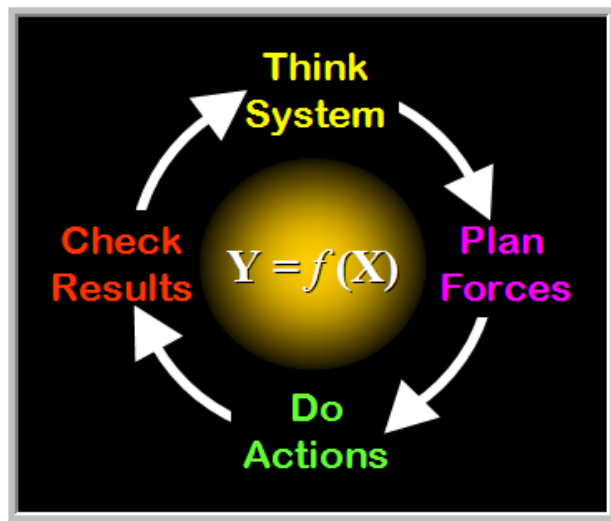 Think
System
Plan
Forces
Do
Actions
Check
Results
Y = f (X)